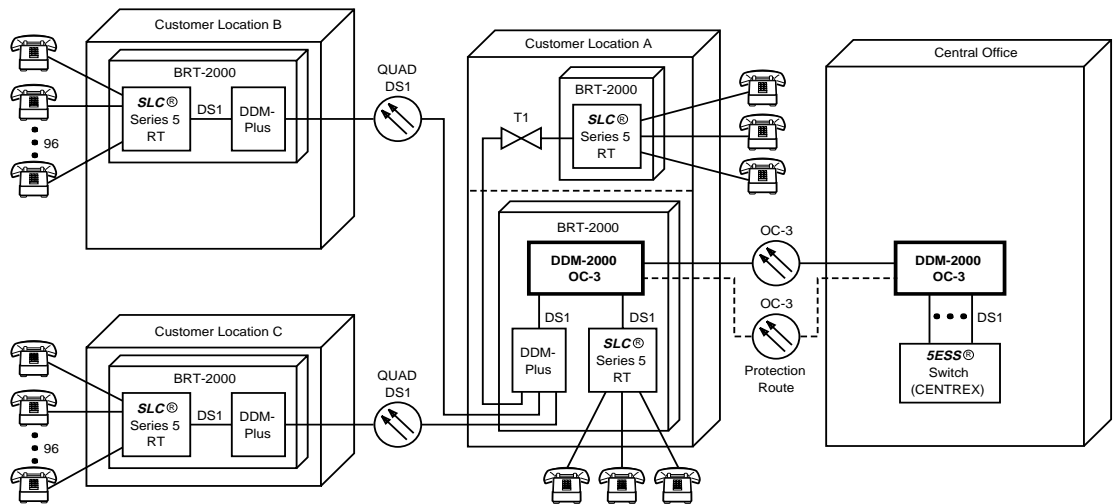 Customer Location B
BRT-2000
SLC®
Series 5
RT
DS1
DDM-
Plus
96
QUAD
DS1
Customer Location A
BRT-2000
T1
SLC®
Series 5
RT
BRT-2000
DDM-2000
OC-3
DS1
DS1
DDM-
Plus
SLC®
Series 5
RT
OC-3
OC-3
Protection
Route
Central Office
DDM-2000
OC-3
DS1
5ESS®
Switch
(CENTREX)
Customer Location C
BRT-2000
SLC®
Series 5
RT
DS1
DDM-
Plus
96
QUAD
DS1